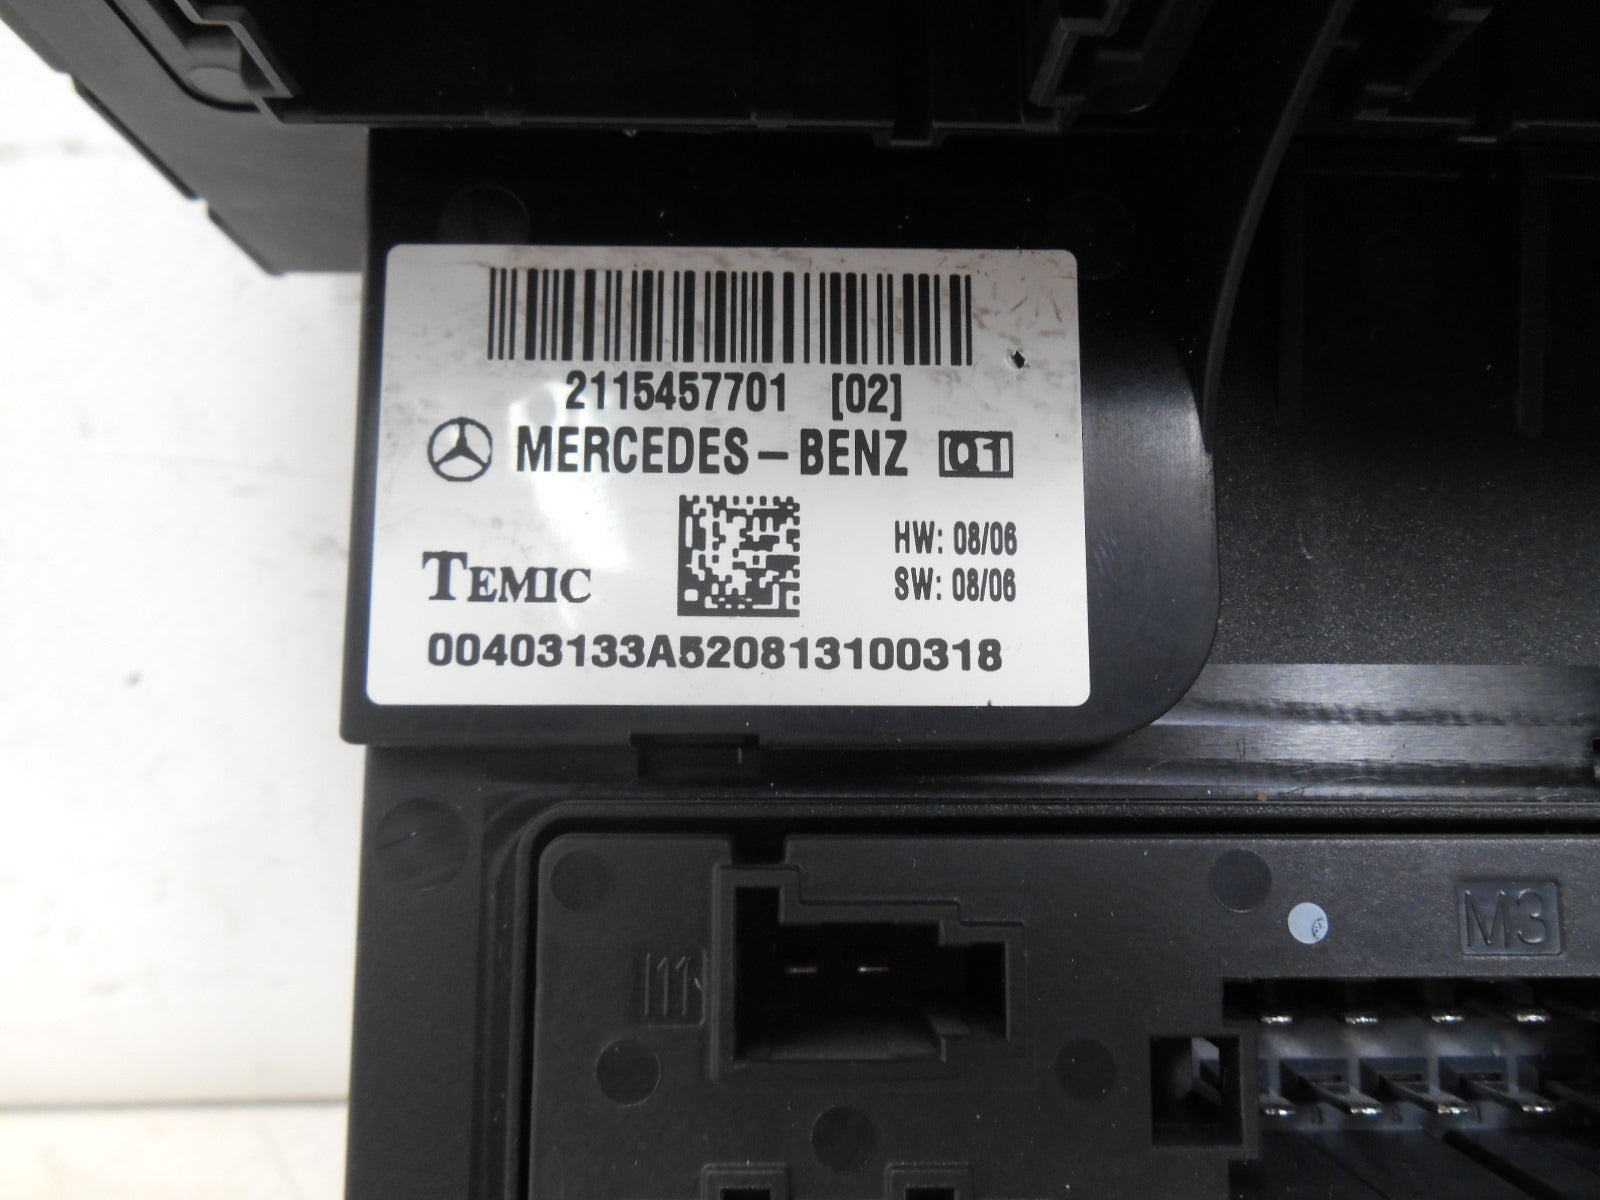 2115457701 [02]
MERCEDES-BENZ Q1
HW: 08/06
TEMIC
SW: 08/06
00403133A520813100318
M3